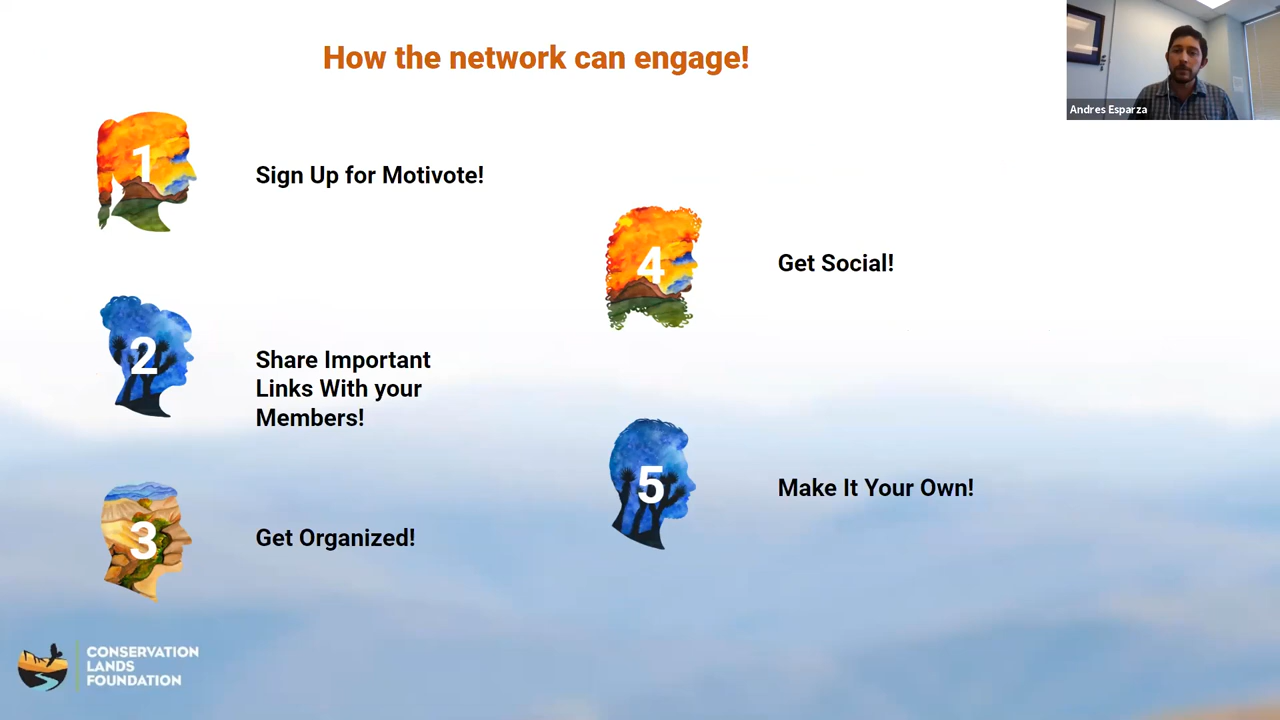 How the network can engage!
Andres Esparza
1
Sign Up for Motivote!
2
Share Important
Links With your
Members!
3
Get Organized!
4
Get Social!
5
Make It Your Own!
CONSERVATION
LANDS
FOUNDATION